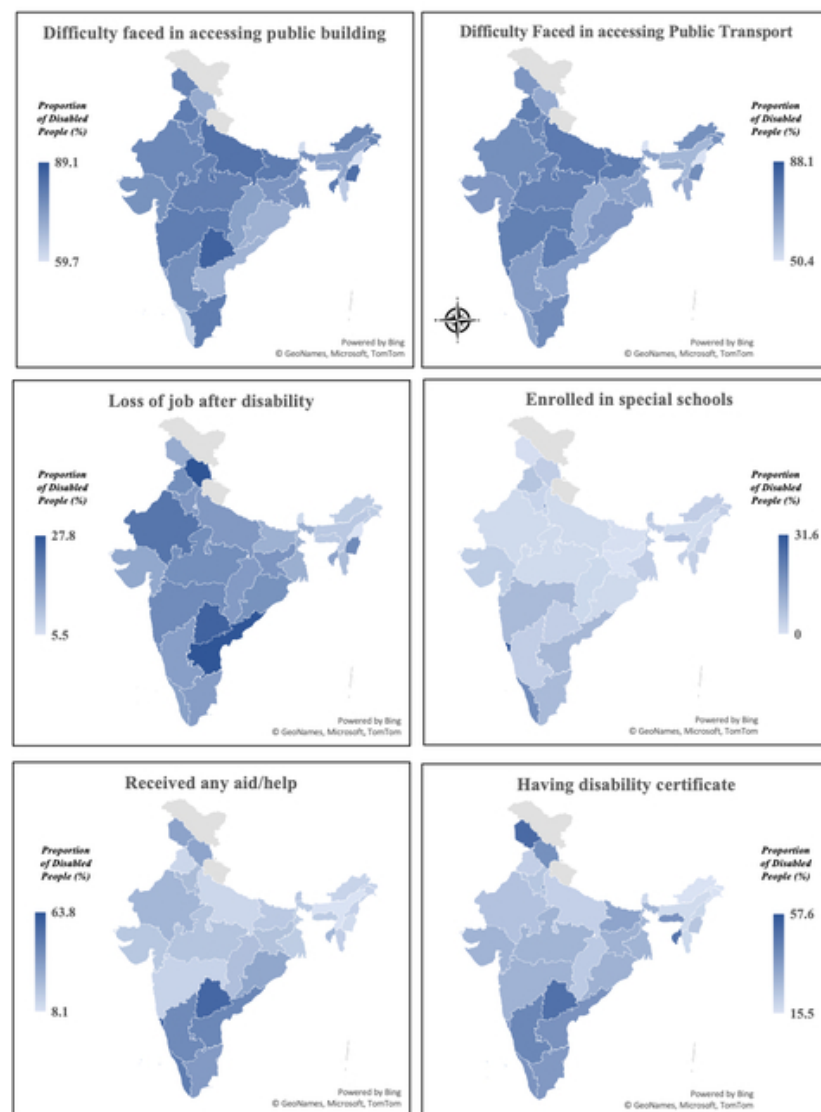 Difficulty faced in accessing public building
Proportion
of Disabled
People (%)
89.1
59.7
Powered by Bing
© GeoNames, Microsoft, TomTom
Difficulty Faced in accessing Public Transport
Proportion
of Disabled
People (%)
88.1
50.4
Powered by Bing
© GeoNames, Microsoft, TomTom
Loss of job after disability
Proportion
of Disabled
People (%)
27.8
5.5
Powered by Bing
© GeoNames, Microsoft, TomTom
Enrolled in special schools
Proportion
of Disabled
People (%)
31.6
0
Powered by Bing
© GeoNames, Microsoft, TomTom
Received any aid/help
Proportion
of Disabled
People (%)
63.8
8.1
Powered by Bing
© GeoNames, Microsoft, TomTom
Having disability certificate
Proportion
of Disabled
People (%)
57.6
15.5
Powered by Bing
© GeoNames, Microsoft, TomTom